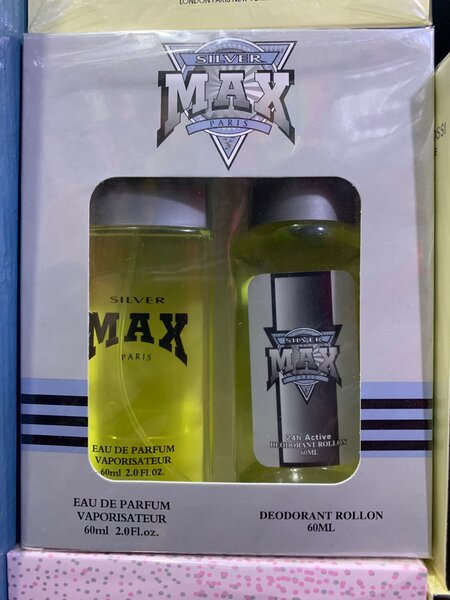 LONDON PARIS NEW YORK
SILVER
MAX
PARIS
SILVER
MAX
PARIS
EAU DE PARFUM
VAPORISATEUR
60ml 2.0 Fl.oz.
SILVER
MAX
PARIS
24h Active
DEODORANT ROLLON
60ML
EAU DE PARFUM
VAPORISATEUR
60ml 2.0Fl.oz.
DEODORANT ROLLON
60ML